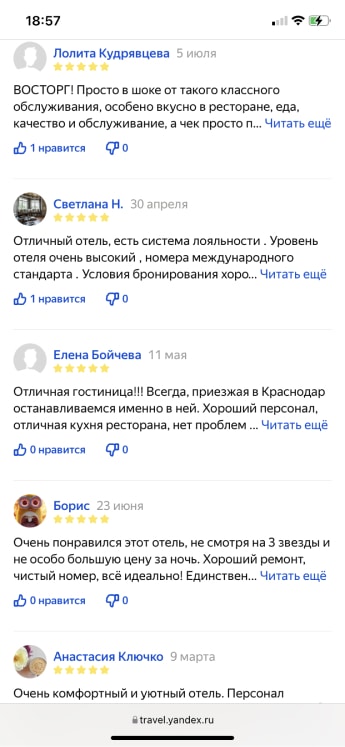 18:57
Лолита Кудрявцева 5 июля
ВОСТОРГ! Просто в шоке от такого классного
обслуживания, особено вкусно в ресторане, еда,
качество и обслуживание, а чек просто п... Читать ещё
1 нравится 0
Светлана Н. 30 апреля
Отличный отель, есть система лояльности . Уровень
отеля очень высокий , номера международного
стандарта . Условия бронирования хоро... Читать ещё
1 нравится 0
Елена Бойчева 11 мая
Отличная гостиница!!! Всегда, приезжая в Краснодар
останавливаемся именно в ней. Хороший персонал,
отличная кухня ресторана, нет проблем ... Читать ещё
0 нравится 0
Борис 23 июня
Очень понравился этот отель, не смотря на 3 звезды и
не особо большую цену за ночь. Хороший ремонт,
чистый номер, всё идеально! Единствен... Читать ещё
0 нравится 0
Анастасия Ключко 9 марта
Очень комфортный и уютный отель. Персонал
travel.yandex.ru